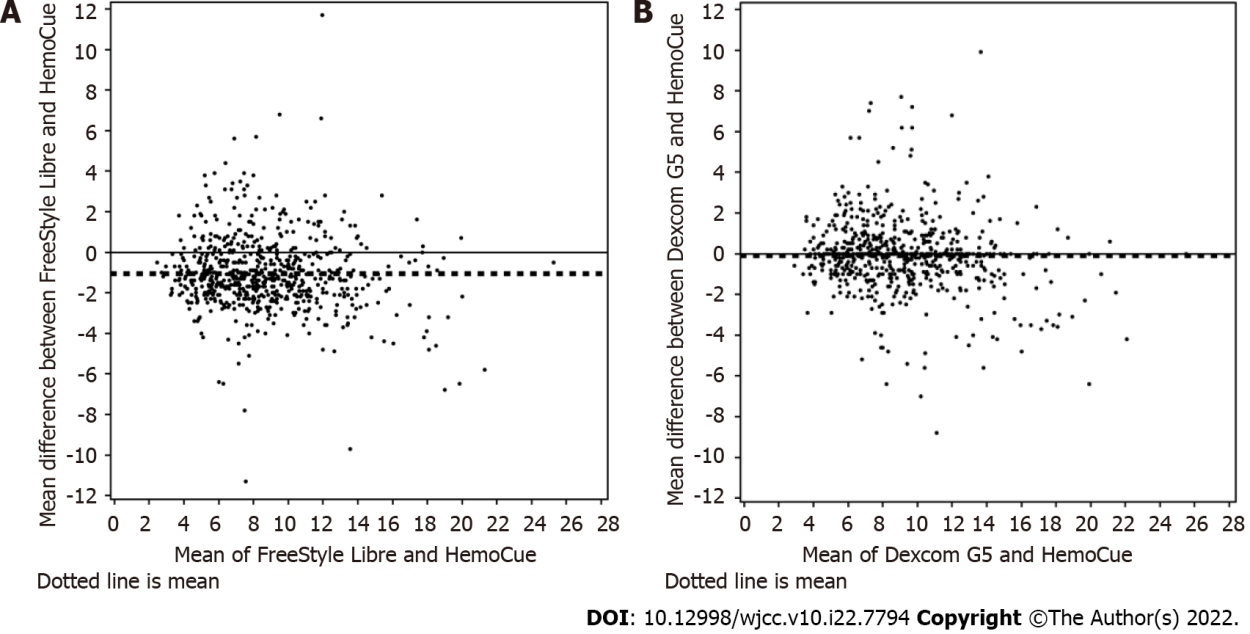 A
Mean difference between FreeStyle Libre and HemoCue
12
10
8
6
4
2
0
-2
-4
-6
-8
-10
-12
0 2 4 6 8 10 12 14 16 18 20 22 24 26 28
Mean of FreeStyle Libre and HemoCue
Dotted line is mean
B
Mean difference between Dexcom G5 and HemoCue
12
10
8
6
4
2
0
-2
-4
-6
-8
-10
-12
0 2 4 6 8 10 12 14 16 18 20 22 24 26 28
Mean of Dexcom G5 and HemoCue
Dotted line is mean
DOI: 10.12998/wjcc.v10.i22.7794 Copyright ©The Author(s) 2022.